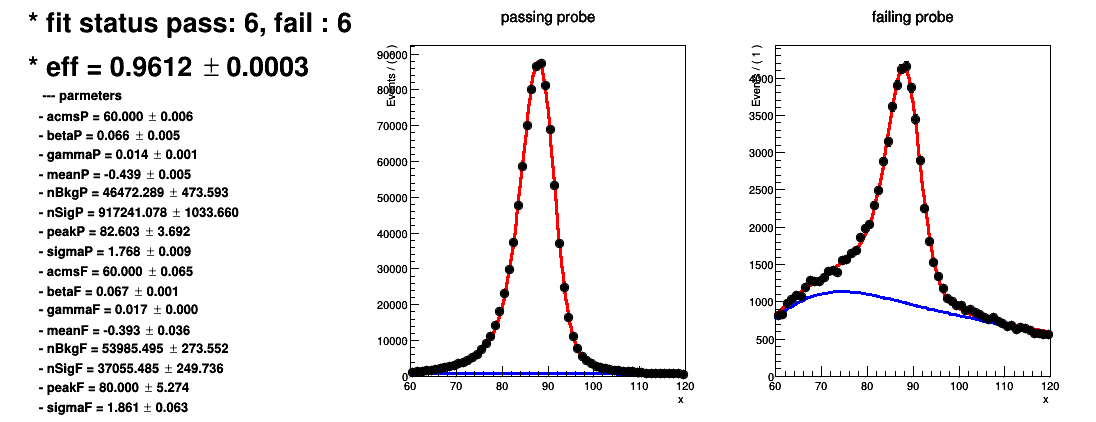 * fit status pass: 6, fail : 6
* eff = 0.9612 ± 0.0003
--- parmeters
- acmsP = 60.000 ± 0.006
- betaP = 0.066 ± 0.005
- gammaP = 0.014 ± 0.001
- meanP = -0.439 ± 0.005
- nBkgP = 46472.289 ± 473.593
- nSigP = 917241.078 ± 1033.660
- peakP = 82.603 ± 3.692
- sigmaP = 1.768 ± 0.009
- acmsF = 60.000 ± 0.065
- betaF = 0.067 ± 0.001
- gammaF = 0.017 ± 0.000
- meanF = -0.393 ± 0.036
- nBkgF = 53985.495 ± 273.552
- nSigF = 37055.485 ± 249.736
- peakF = 80.000 ± 5.274
- sigmaF = 1.861 ± 0.063
passing probe
Events / ( 1 )
90000
80000
70000
60000
50000
40000
30000
20000
10000
0
60 70 80 90 100 110 120
x
failing probe
Events / ( 1 )
4000
3500
3000
2500
2000
1500
1000
500
0
60 70 80 90 100 110 120
x